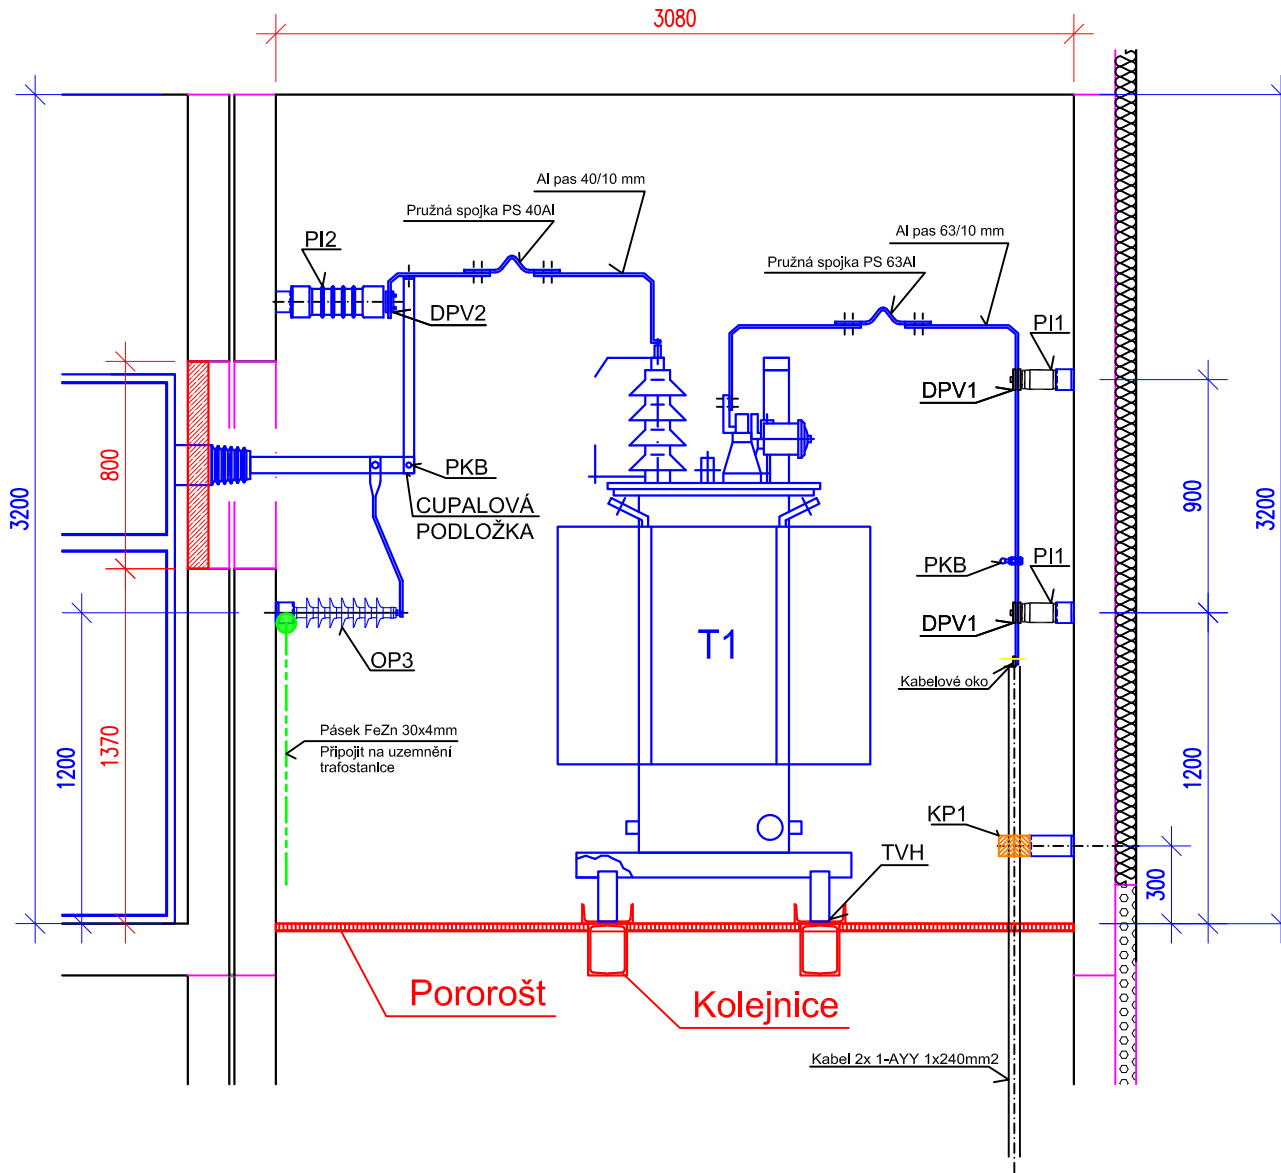 3080
Al pas 40/10 mm
Pružná spojka PS 40Al
Al pas 63/10 mm
PI2
Pružná spojka PS 63Al
DPV2
PI1
DPV1
800
PKB
3200
900
3200
CUPALOVÁ
PODLOŽKA
PKB
PI1
DPV1
T1
OP3
Kabelové oko
Pásek FeZn 30x4mm
Připojit na uzemnění
trafostanice
1370
1200
1200
KP1
TVH
300
Pororošt
Kolejnice
Kabel 2x 1-AYY 1x240mm2